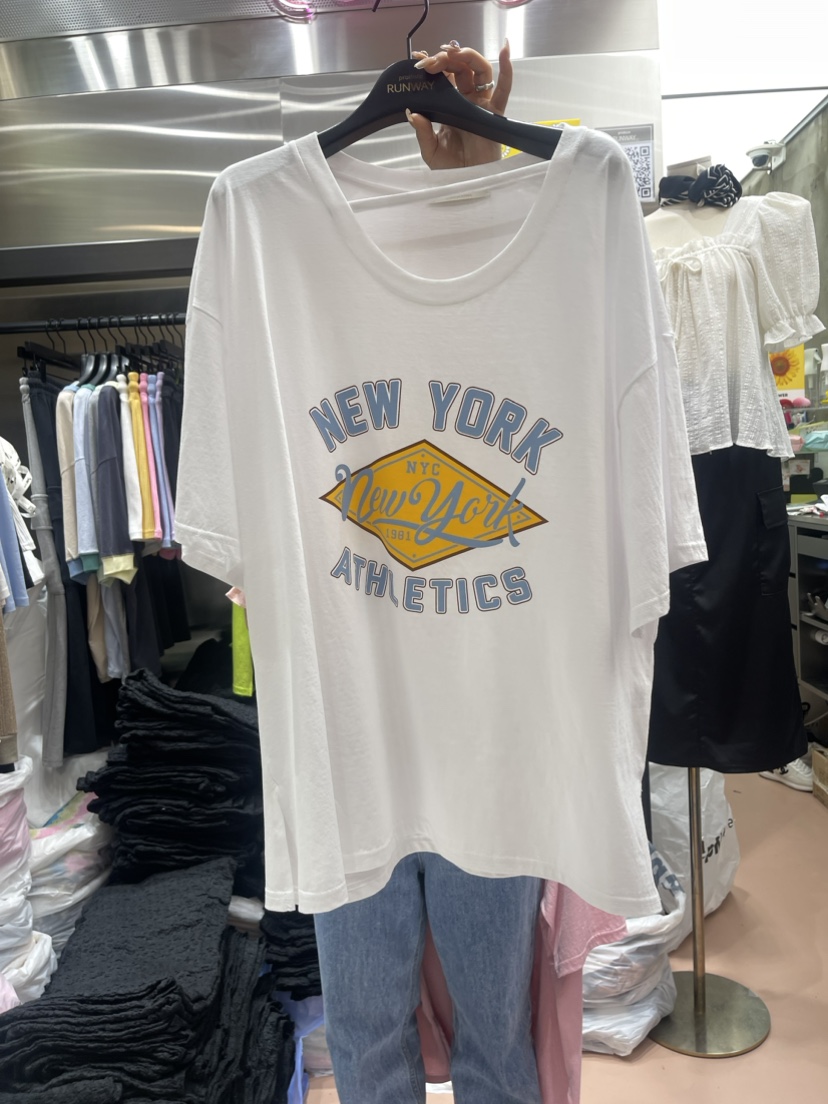 RUNWAY
NEW YORK
NYC
New York
1981
ATHLETICS